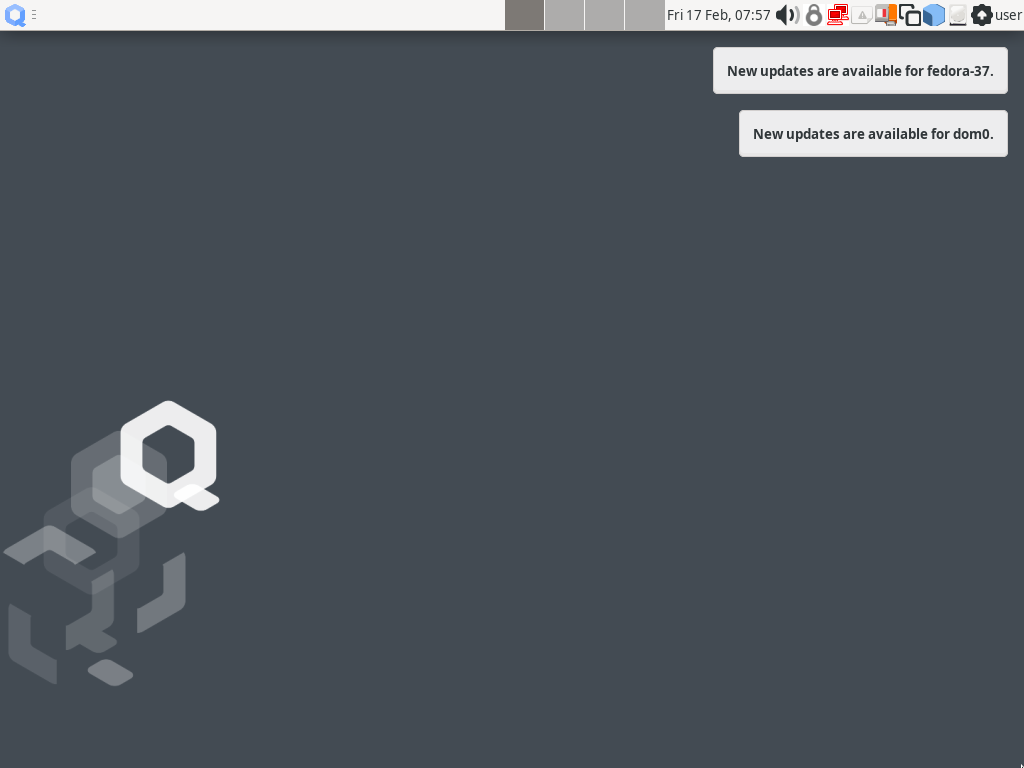 Fri 17 Feb, 07:57 user
New updates are available for fedora-37.
New updates are available for dom0.